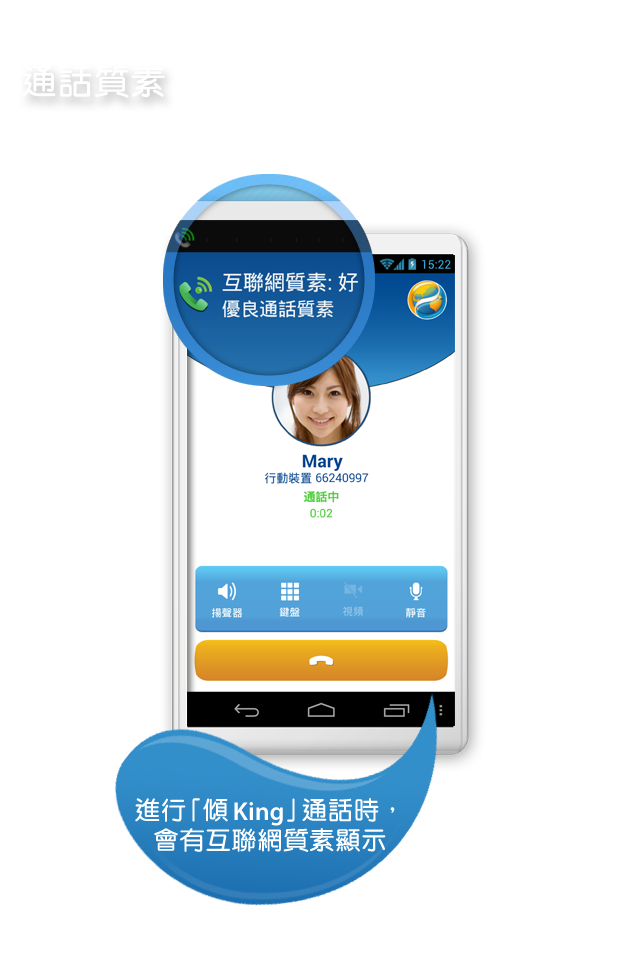 通話質素
15:22
互聯網質素: 好
優良通話質素
Mary
行動裝置 66240997
通話中
0:02
揚聲器 鍵盤 視頻 靜音
進行「傾 King」通話時，
會有互聯網質素顯示